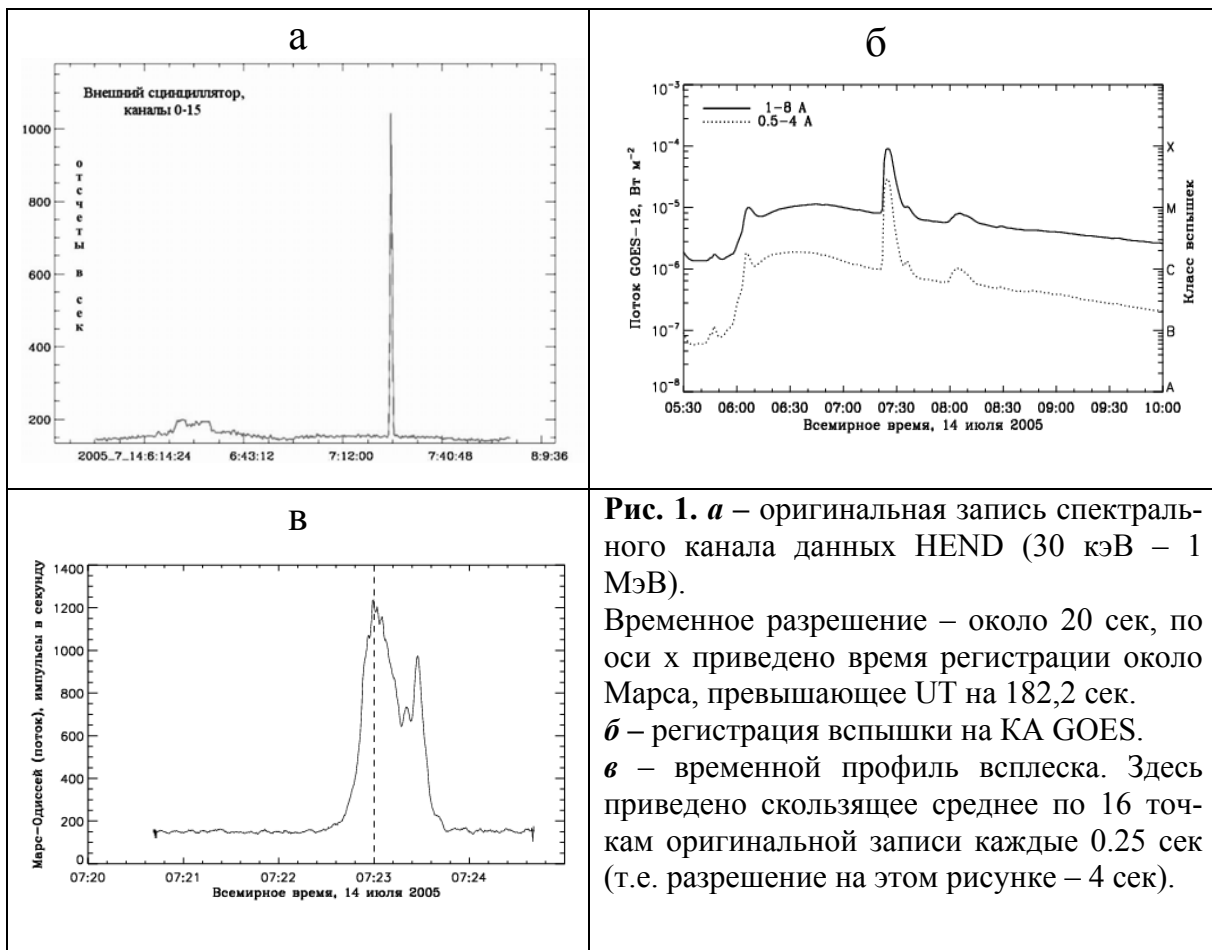 а
Внешний сцинциллятор,
каналы 0-15
отсчеты в сек
1000
800
600
400
200
2005_7_14:6:14:24 6:43:12 7:12:00 7:40:48 8:9:36
б
1-8 А
0.5-4 А
Поток GOES-12, Вт м⁻²
10⁻³
10⁻⁴
10⁻⁵
10⁻⁶
10⁻⁷
10⁻⁸
X
M
C
B
A
Класс вспышек
05:30 06:00 06:30 07:00 07:30 08:00 08:30 09:00 09:30 10:00
Всемирное время, 14 июля 2005
в
Марс-Одиссей (поток), импульсы в секунду
1400
1200
1000
800
600
400
200
0
07:20 07:21 07:22 07:23 07:24
Всемирное время, 14 июля 2005
Рис. 1. а – оригинальная запись спектраль-
ного канала данных HEND (30 кэВ – 1
МэВ).
Временное разрешение – около 20 сек, по
оси х приведено время регистрации около
Марса, превышающее UT на 182,2 сек.
б – регистрация вспышки на КА GOES.
в – временной профиль всплеска. Здесь
приведено скользящее среднее по 16 точ-
кам оригинальной записи каждые 0.25 сек
(т.е. разрешение на этом рисунке – 4 сек).